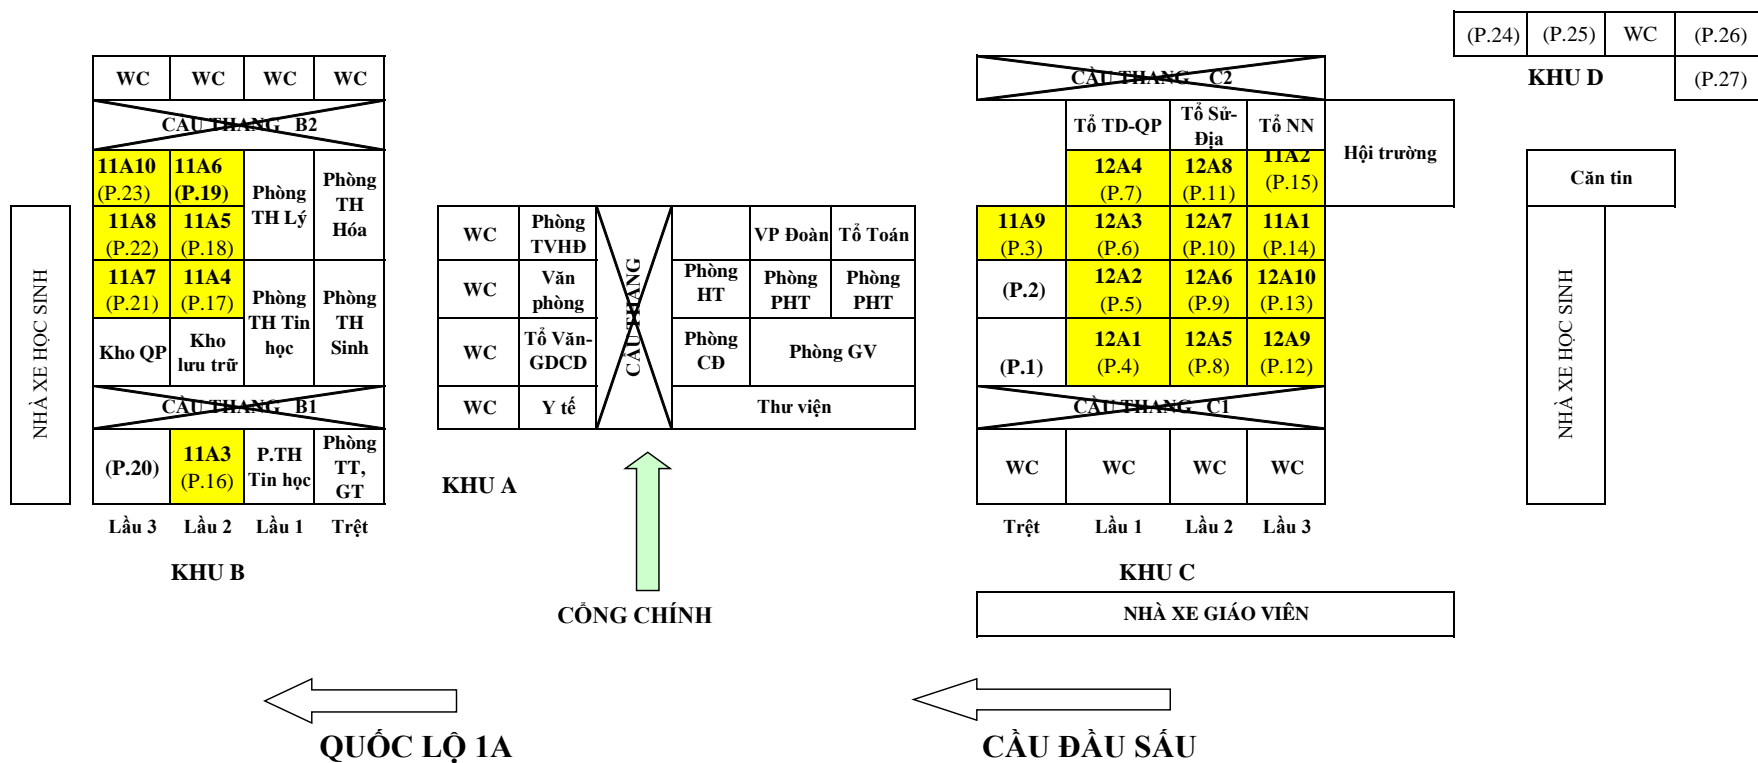 (P.24) (P.25) WC (P.26)
KHU D (P.27)
WC WC WC WC
CẦU THANG B2
11A10
(P.23)
11A6
(P.19)
Phòng
TH Lý
Phòng
TH
Hóa
11A8
(P.22)
11A5
(P.18)
11A7
(P.21)
11A4
(P.17)
Phòng
TH Tin
học
Phòng
TH
Sinh
Kho QP
Kho
lưu trữ
CẦU THANG B1
(P.20)
11A3
(P.16)
P.TH
Tin học
Phòng
TT,
GT
Lầu 3 Lầu 2 Lầu 1 Trệt
KHU B
NHÀ XE HỌC SINH
WC
Phòng
TVHĐ
VP Đoàn
Tổ Toán
WC
Văn
phòng
Phòng
HT
Phòng
PHT
Phòng
PHT
WC
Tổ Văn-
GDCD
Phòng
CĐ
Phòng GV
WC
Y tế
Thư viện
CẦU THANG
KHU A
CỔNG CHÍNH
CẦU THANG C2
Tổ TD-QP
Tổ Sử-
Địa
Tổ NN
Hội trường
12A4
(P.7)
12A8
(P.11)
11A2
(P.15)
11A9
(P.3)
12A3
(P.6)
12A7
(P.10)
11A1
(P.14)
(P.2)
12A2
(P.5)
12A6
(P.9)
12A10
(P.13)
(P.1)
12A1
(P.4)
12A5
(P.8)
12A9
(P.12)
CẦU THANG C1
WC WC WC WC
Trệt Lầu 1 Lầu 2 Lầu 3
KHU C
NHÀ XE GIÁO VIÊN
Căn tin
NHÀ XE HỌC SINH
QUỐC LỘ 1A
CẦU ĐẦU SẤU